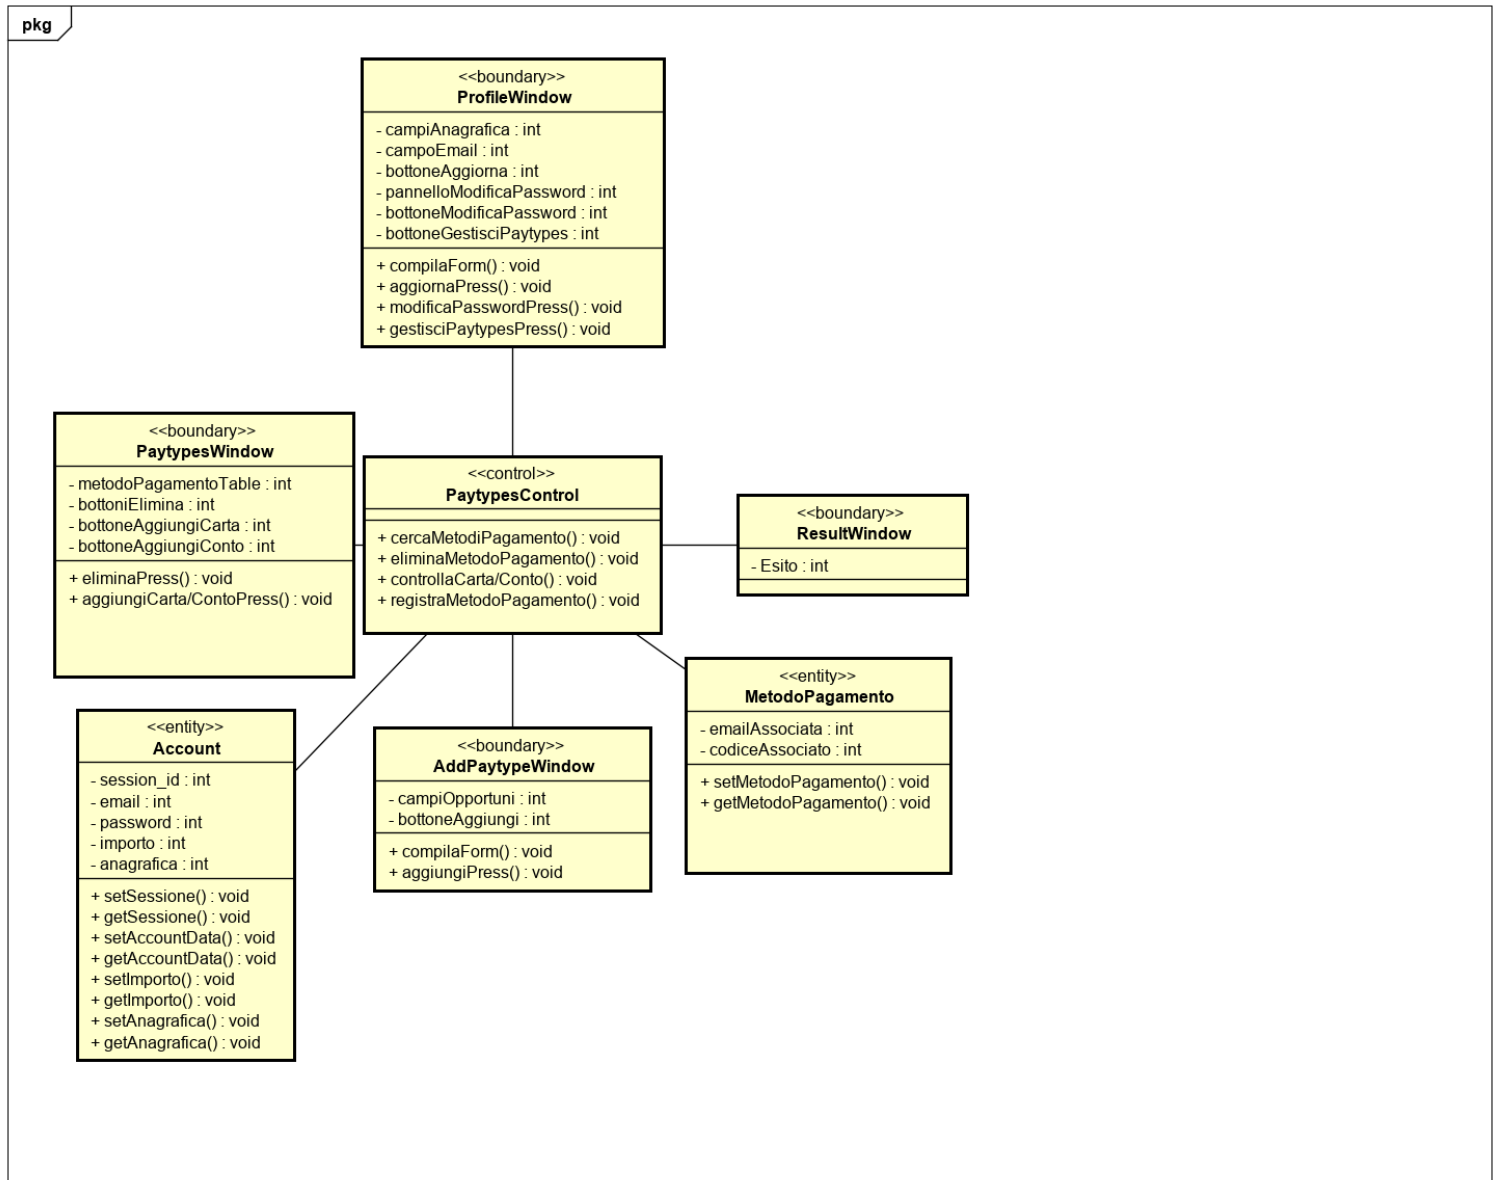 pkg
<<boundary>>
ProfileWindow
- campiAnagrafica : int
- campoEmail : int
- bottoneAggiorna : int
- pannelloModificaPassword : int
- bottoneModificaPassword : int
- bottoneGestisciPaytypes : int
+ compilaForm() : void
+ aggiornaPress() : void
+ modificaPasswordPress() : void
+ gestisciPaytypesPress() : void
<<boundary>>
PaytypesWindow
- metodoPagamentoTable : int
- bottoniElimina : int
- bottoneAggiungiCarta : int
- bottoneAggiungiConto : int
+ eliminaPress() : void
+ aggiungiCarta/ContoPress() : void
<<control>>
PaytypesControl
+ cercaMetodiPagamento() : void
+ eliminaMetodoPagamento() : void
+ controllaCarta/Conto() : void
+ registraMetodoPagamento() : void
<<boundary>>
ResultWindow
- Esito : int
<<entity>>
Account
- session_id : int
- email : int
- password : int
- importo : int
- anagrafica : int
+ setSessione() : void
+ getSessione() : void
+ setAccountData() : void
+ getAccountData() : void
+ setImporto() : void
+ getImporto() : void
+ setAnagrafica() : void
+ getAnagrafica() : void
<<boundary>>
AddPaytypeWindow
- campiOpportuni : int
- bottoneAggiungi : int
+ compilaForm() : void
+ aggiungiPress() : void
<<entity>>
MetodoPagamento
- emailAssociata : int
- codiceAssociato : int
+ setMetodoPagamento() : void
+ getMetodoPagamento() : void